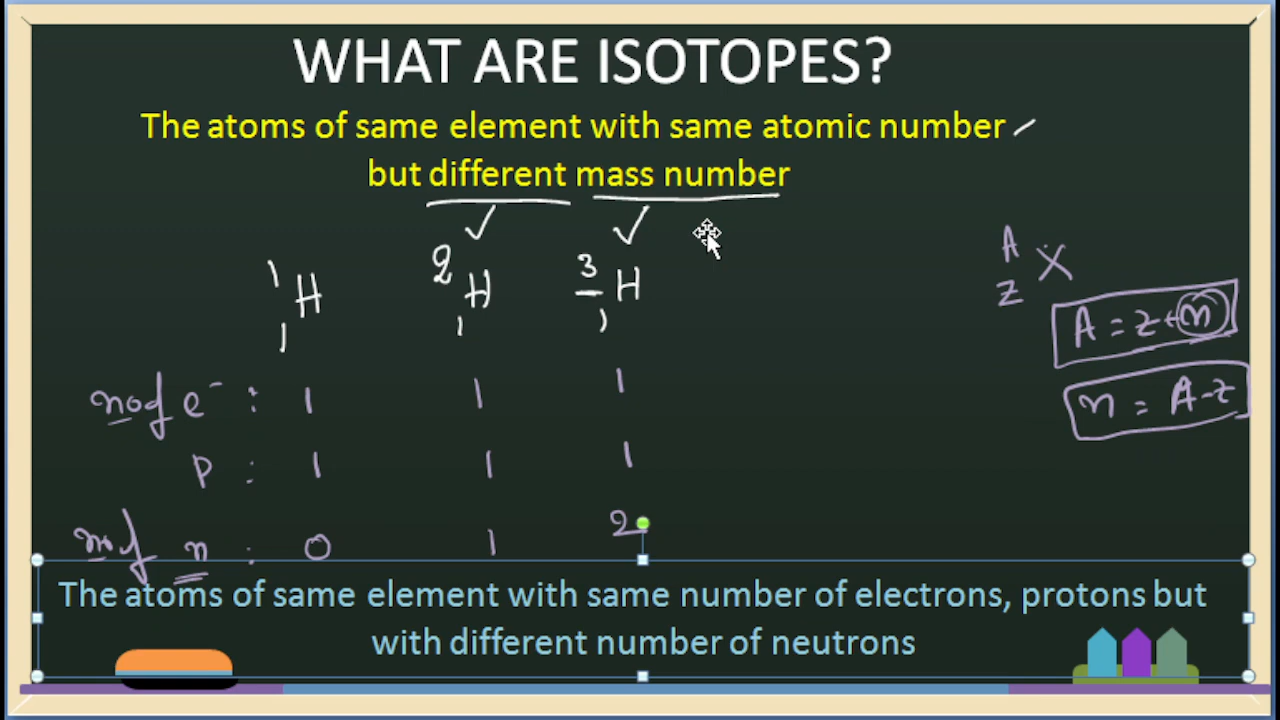 WHAT ARE ISOTOPES?
The atoms of same element with same atomic number
but different mass number
1 2 3
H H H
1 1 1
A
X
Z
A = Z + n
n = A - Z
no of e⁻ : 1 1 1
P : 1 1 1
no of n : 0 1 2
The atoms of same element with same number of electrons, protons but
with different number of neutrons